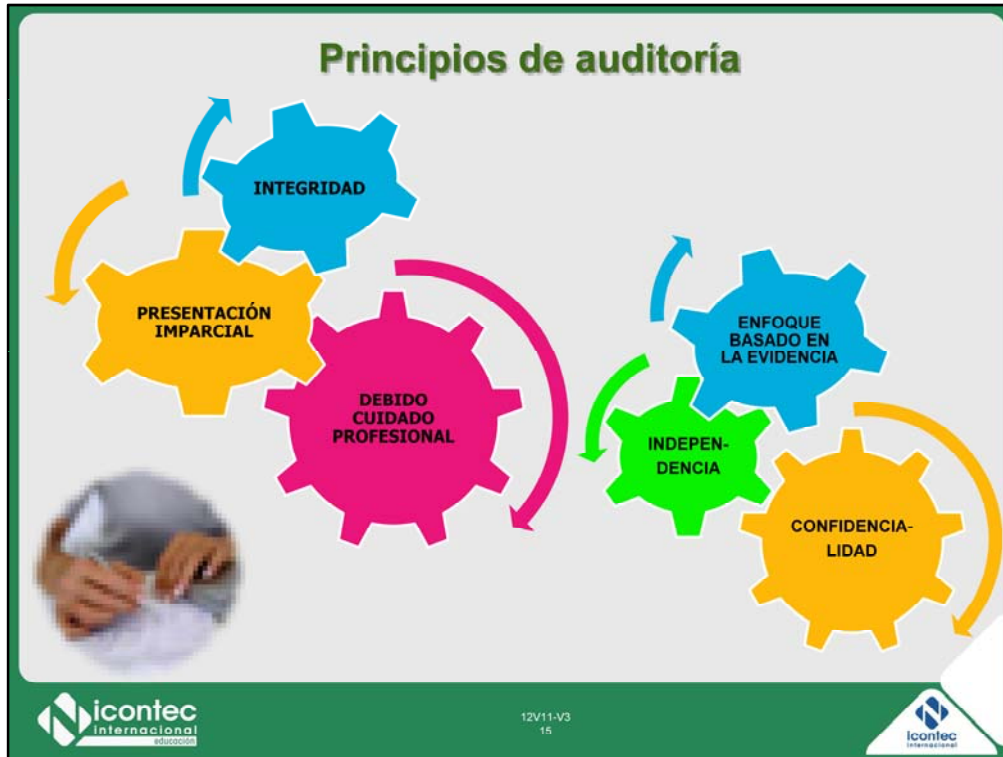 Principios de auditoría
INTEGRIDAD
PRESENTACIÓN
IMPARCIAL
DEBIDO
CUIDADO
PROFESIONAL
ENFOQUE
BASADO EN
LA EVIDENCIA
INDEPEN-
DENCIA
CONFIDENCIA-
LIDAD
icontec
internacional
educación
12V11-V3
15
icontec
internacional